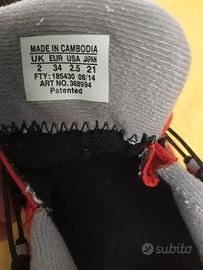 MADE IN CAMBODIA
UK EUR USA JAPAN
2 34 2.5 21
FTY: 185430 08/14
ART NO. 368994
Patented
subito